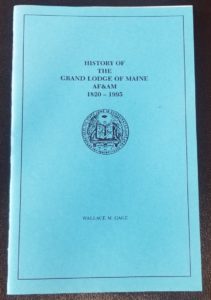 HISTORY OF
THE
GRAND LODGE OF MAINE
AF&AM
1820 - 1995
WALLACE M. GAGE